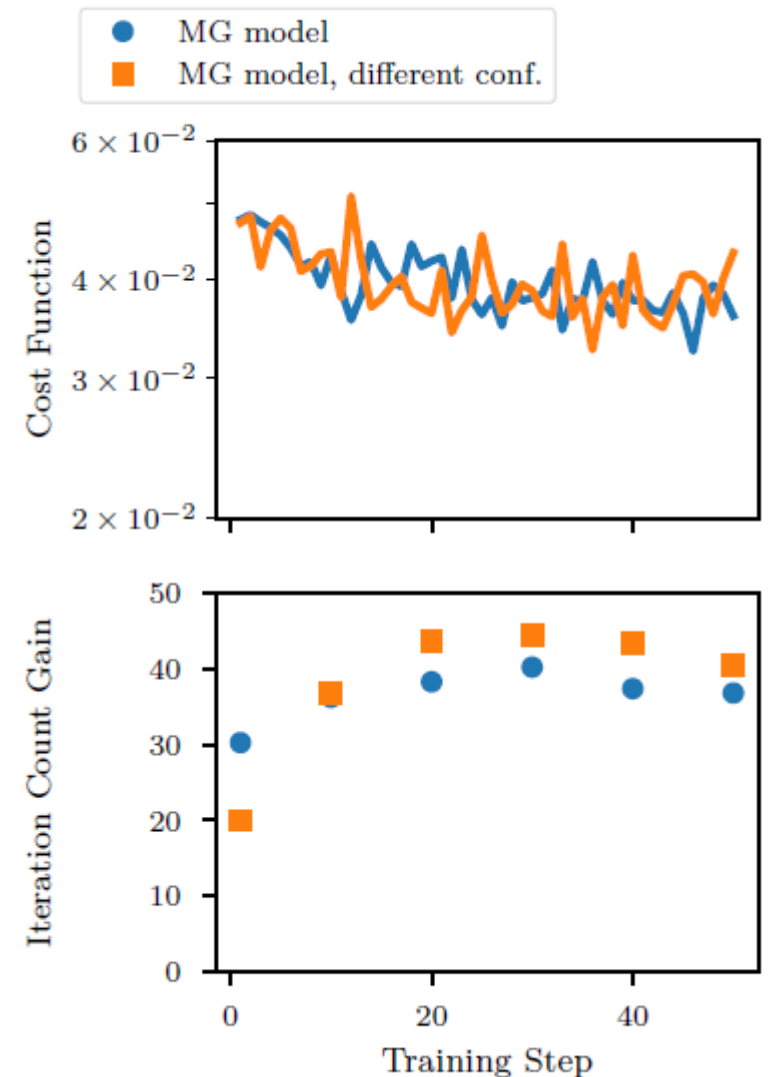 MG model
MG model, different conf.
6 × 10⁻²
4 × 10⁻²
3 × 10⁻²
2 × 10⁻²
Cost Function
50
40
30
20
10
0
Iteration Count Gain
0 20 40
Training Step